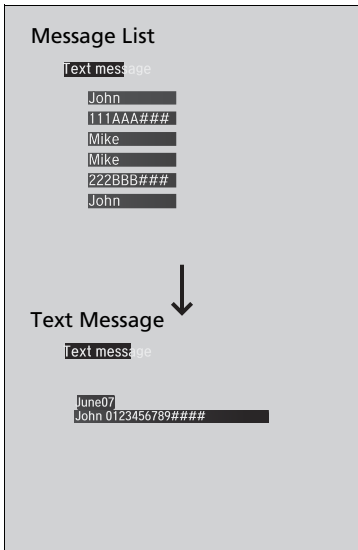 Message List
Text message
John
111AAA###
Mike
Mike
222BBB###
John
Text Message
Text message
June07
John 0123456789####